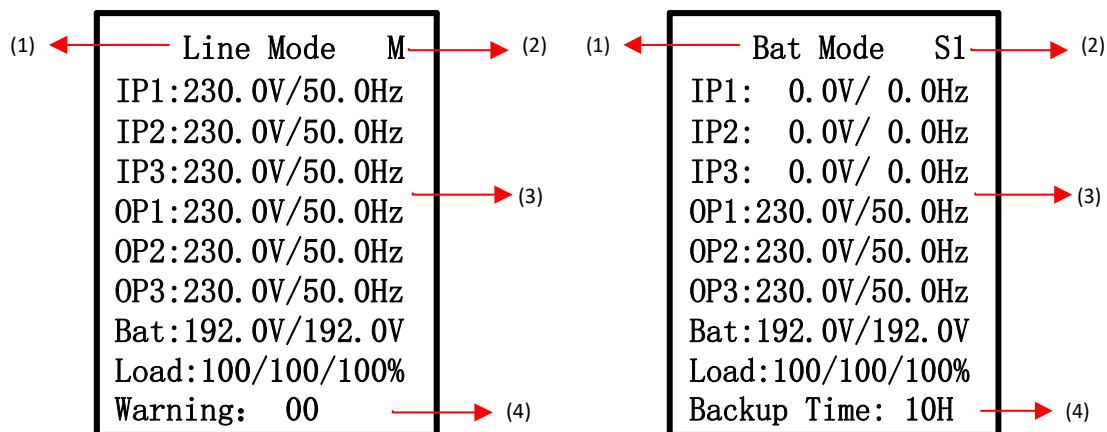 (1)
Line Mode M
(2)
IP1:230.0V/50.0Hz
IP2:230.0V/50.0Hz
IP3:230.0V/50.0Hz
(3)
OP1:230.0V/50.0Hz
OP2:230.0V/50.0Hz
OP3:230.0V/50.0Hz
Bat:192.0V/192.0V
Load:100/100/100%
Warning: 00
(4)
(1)
Bat Mode S1
(2)
IP1: 0.0V/ 0.0Hz
IP2: 0.0V/ 0.0Hz
IP3: 0.0V/ 0.0Hz
(3)
OP1:230.0V/50.0Hz
OP2:230.0V/50.0Hz
OP3:230.0V/50.0Hz
Bat:192.0V/192.0V
Load:100/100/100%
Backup Time: 10H
(4)